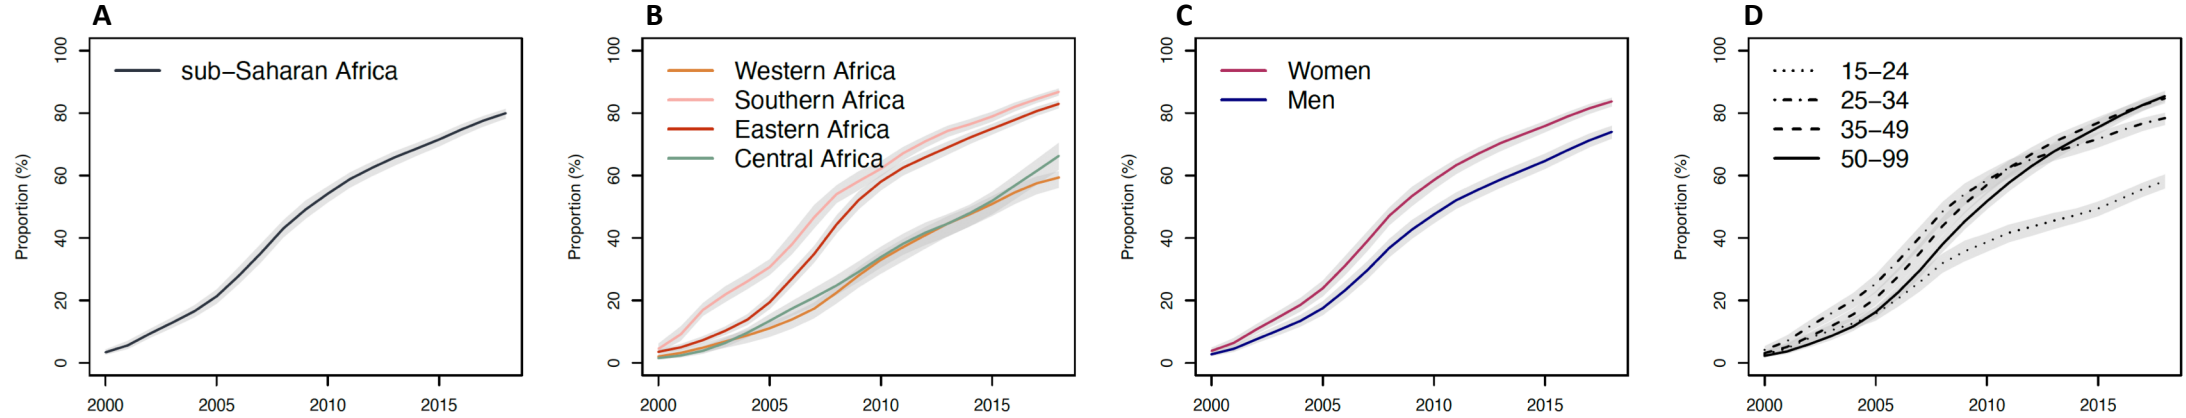 A
Proportion (%)
100
80
60
40
20
0
sub−Saharan Africa
2000 2005 2010 2015
B
Proportion (%)
100
80
60
40
20
0
Western Africa
Southern Africa
Eastern Africa
Central Africa
2000 2005 2010 2015
C
Proportion (%)
100
80
60
40
20
0
Women
Men
2000 2005 2010 2015
D
Proportion (%)
100
80
60
40
20
0
15−24
25−34
35−49
50−99
2000 2005 2010 2015